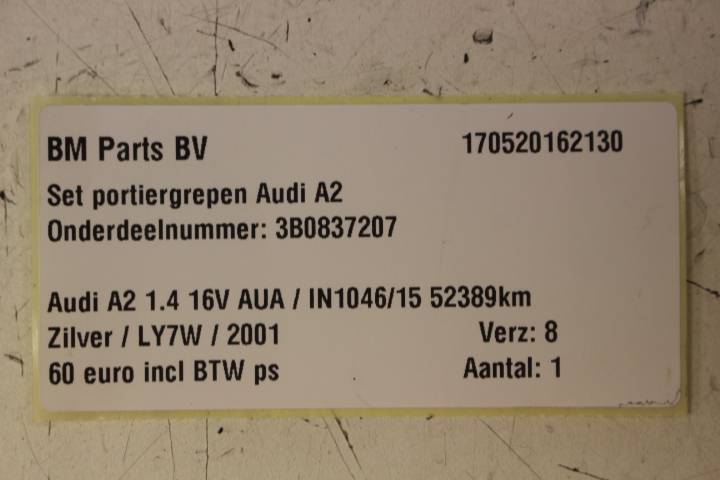 BM Parts BV 170520162130
Set portiergrepen Audi A2
Onderdeelnummer: 3B0837207
Audi A2 1.4 16V AUA / IN1046/15 52389km
Zilver / LY7W / 2001 Verz: 8
60 euro incl BTW ps Aantal: 1